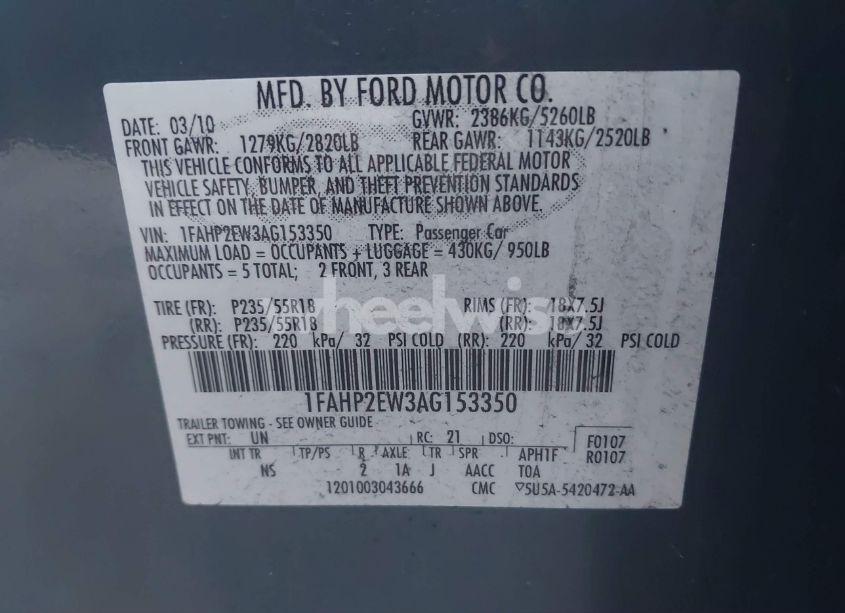 MFD. BY FORD MOTOR CO.
DATE: 03/10 GVWR: 2386KG/5260LB
FRONT GAWR: 1279KG/2820LB REAR GAWR: 1143KG/2520LB
THIS VEHICLE CONFORMS TO ALL APPLICABLE FEDERAL MOTOR
VEHICLE SAFETY, BUMPER, AND THEFT PREVENTION STANDARDS
IN EFFECT ON THE DATE OF MANUFACTURE SHOWN ABOVE.
VIN: 1FAHP2EW3AG153350 TYPE: Passenger Car
MAXIMUM LOAD = OCCUPANTS + LUGGAGE = 430KG/ 950LB
OCCUPANTS = 5 TOTAL; 2 FRONT, 3 REAR
TIRE (FR): P235/55R18 RIMS (FR): 18X7.5J
(RR): P235/55R18 (RR): 18X7.5J
PRESSURE (FR): 220 kPa/ 32 PSI COLD (RR): 220 kPa/ 32 PSI COLD
heelwise
1FAHP2EW3AG153350
TRAILER TOWING - SEE OWNER GUIDE
EXT PNT: UN RC: 21 DSO: F0107
INT TR TP/PS R AXLE TR SPR APH1F R0107
NS 2 1A J AACC TOA
1201003043666 CMC ▽5U5A-5420472-AA